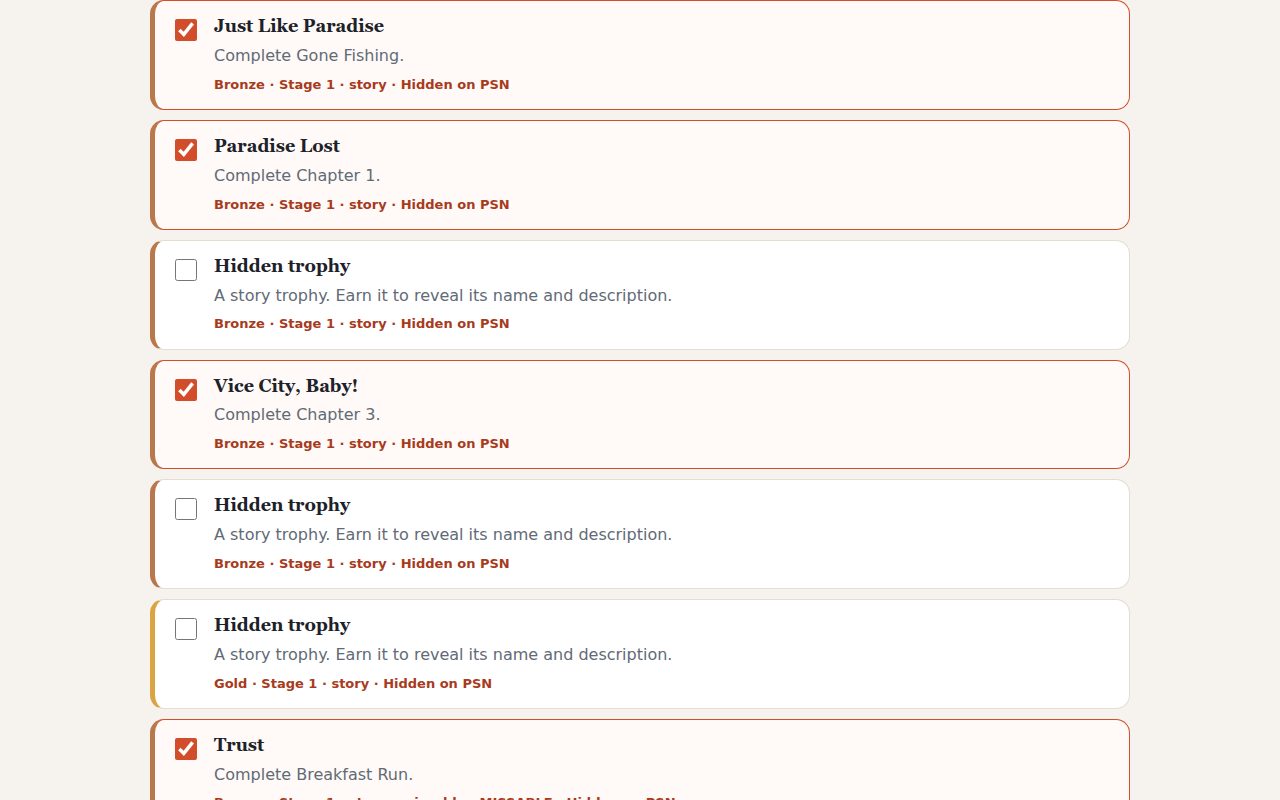 Just Like Paradise
Complete Gone Fishing.
Bronze · Stage 1 · story · Hidden on PSN
Paradise Lost
Complete Chapter 1.
Bronze · Stage 1 · story · Hidden on PSN
Hidden trophy
A story trophy. Earn it to reveal its name and description.
Bronze · Stage 1 · story · Hidden on PSN
Vice City, Baby!
Complete Chapter 3.
Bronze · Stage 1 · story · Hidden on PSN
Hidden trophy
A story trophy. Earn it to reveal its name and description.
Bronze · Stage 1 · story · Hidden on PSN
Hidden trophy
A story trophy. Earn it to reveal its name and description.
Gold · Stage 1 · story · Hidden on PSN
Trust
Complete Breakfast Run.